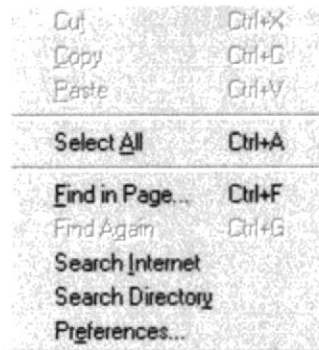 Cut Ctrl+X
Copy Ctrl+C
Paste Ctrl+V
Select All Ctrl+A
Find in Page... Ctrl+F
Find Again Ctrl+G
Search Internet
Search Directory
Preferences...